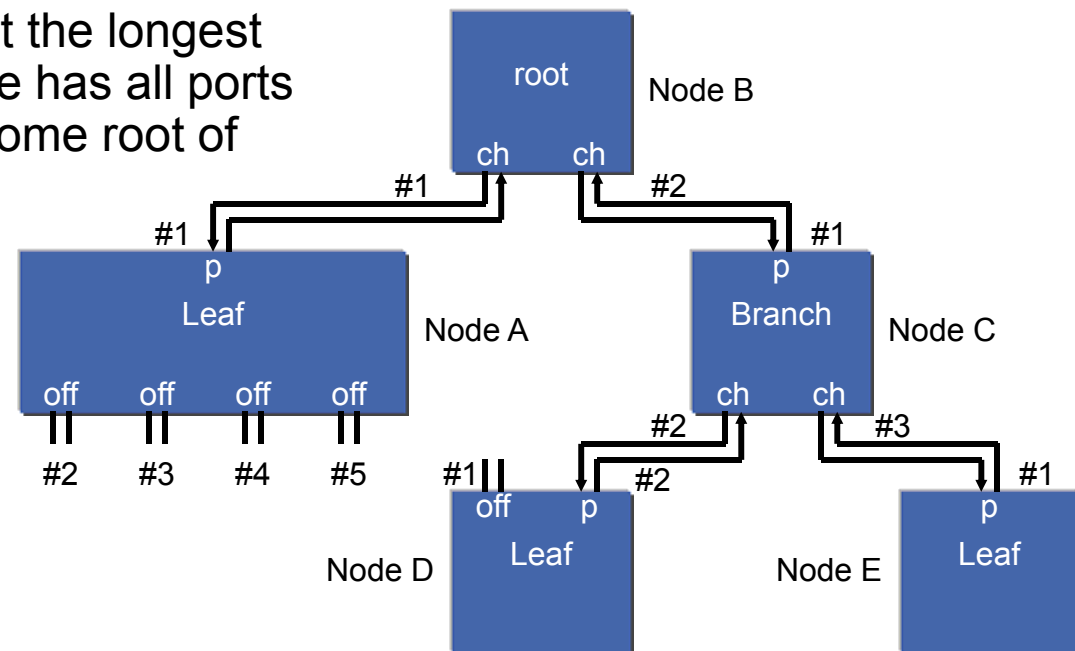 t the longest
e has all ports
ome root of
root
Node B
ch ch
#1 #2
#1 #1
p p
Leaf Branch
Node A Node C
off off off off ch ch
#2 #3
#2 #3 #4 #5 #1 #2 #1
off p p
Leaf Leaf
Node D Node E